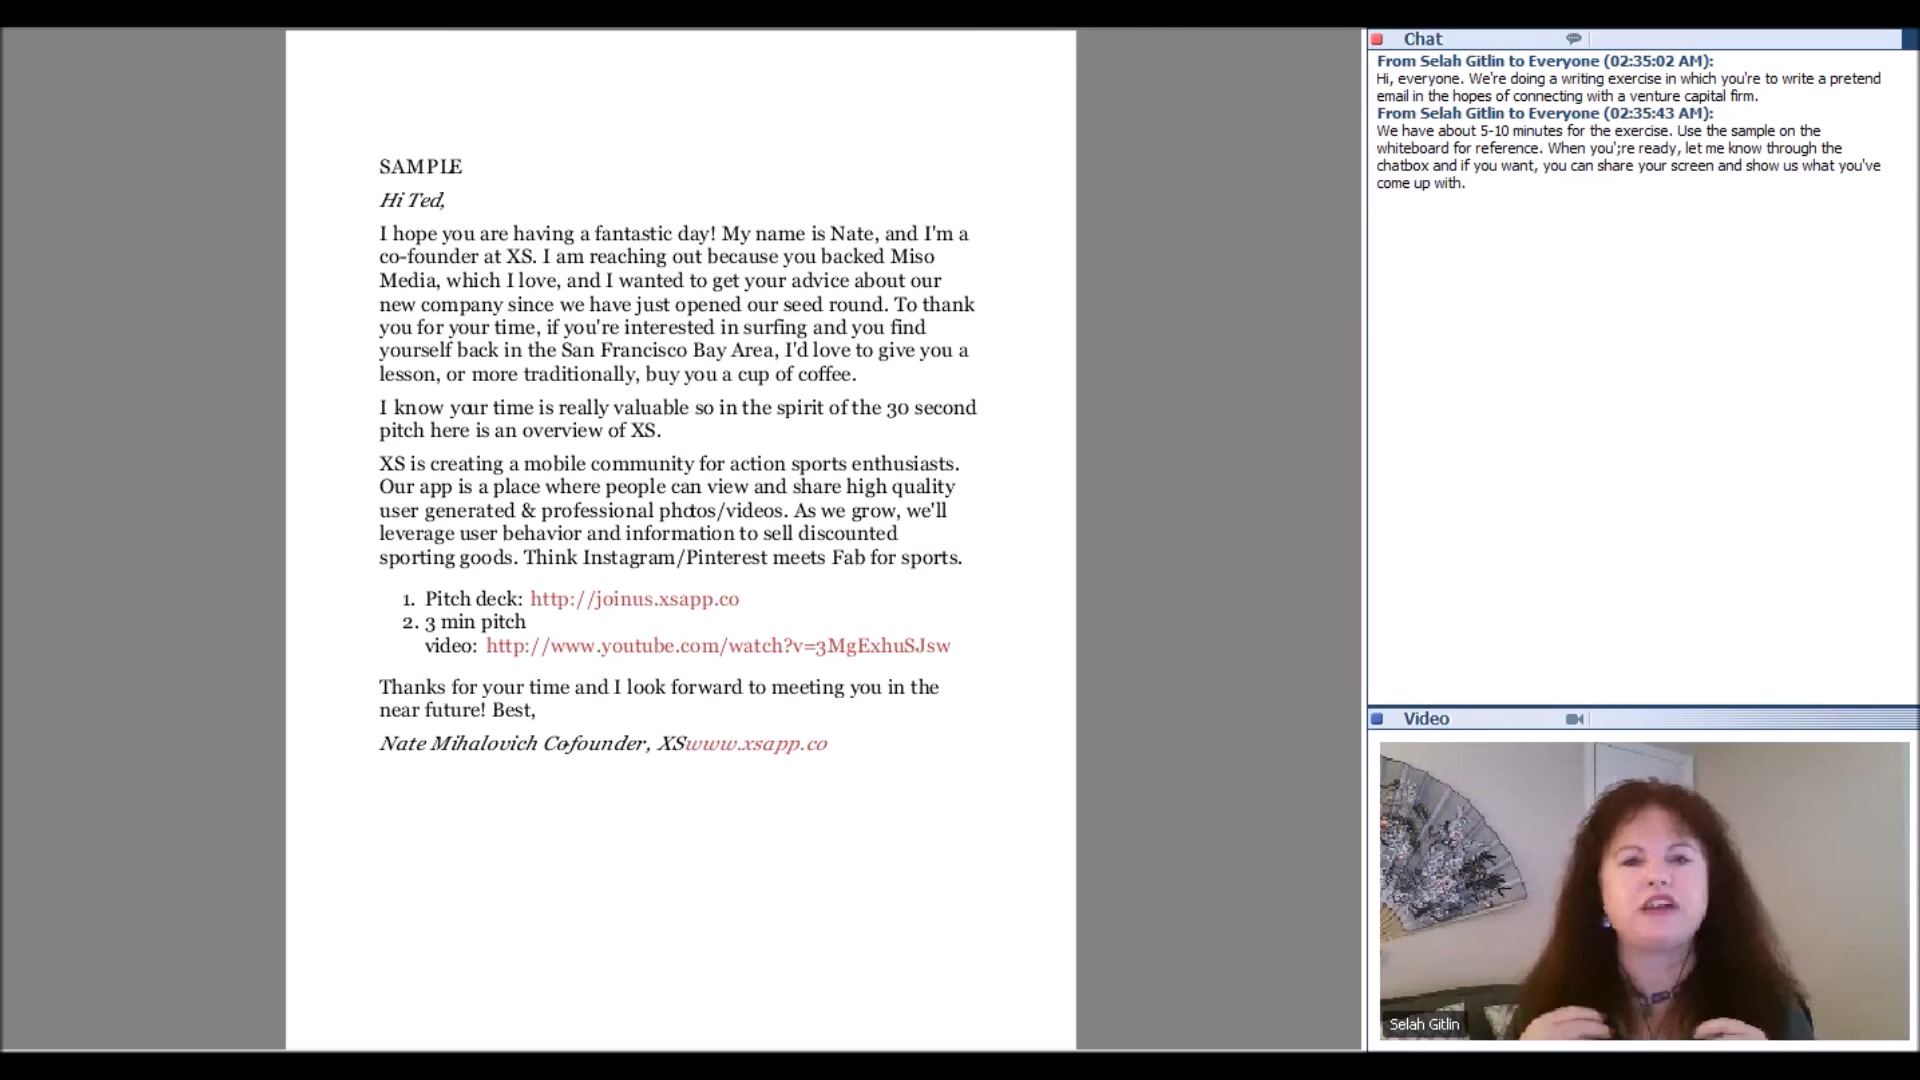 SAMPLE
Hi Ted,
I hope you are having a fantastic day! My name is Nate, and I'm a
co-founder at XS. I am reaching out because you backed Miso
Media, which I love, and I wanted to get your advice about our
new company since we have just opened our seed round. To thank
you for your time, if you're interested in surfing and you find
yourself back in the San Francisco Bay Area, I'd love to give you a
lesson, or more traditionally, buy you a cup of coffee.
I know your time is really valuable so in the spirit of the 30 second
pitch here is an overview of XS.
XS is creating a mobile community for action sports enthusiasts.
Our app is a place where people can view and share high quality
user generated & professional photos/videos. As we grow, we'll
leverage user behavior and information to sell discounted
sporting goods. Think Instagram/Pinterest meets Fab for sports.
1. Pitch deck: http://joinus.xsapp.co
2. 3 min pitch
video: http://www.youtube.com/watch?v=3MgExhuSJsw
Thanks for your time and I look forward to meeting you in the
near future! Best,
Nate Mihalovich Co-founder, XSwww.xsapp.co
Chat
From Selah Gitlin to Everyone (02:35:02 AM):
Hi, everyone. We're doing a writing exercise in which you're to write a pretend
email in the hopes of connecting with a venture capital firm.
From Selah Gitlin to Everyone (02:35:43 AM):
We have about 5-10 minutes for the exercise. Use the sample on the
whiteboard for reference. When you';re ready, let me know through the
chatbox and if you want, you can share your screen and show us what you've
come up with.
Video
Selah Gitlin